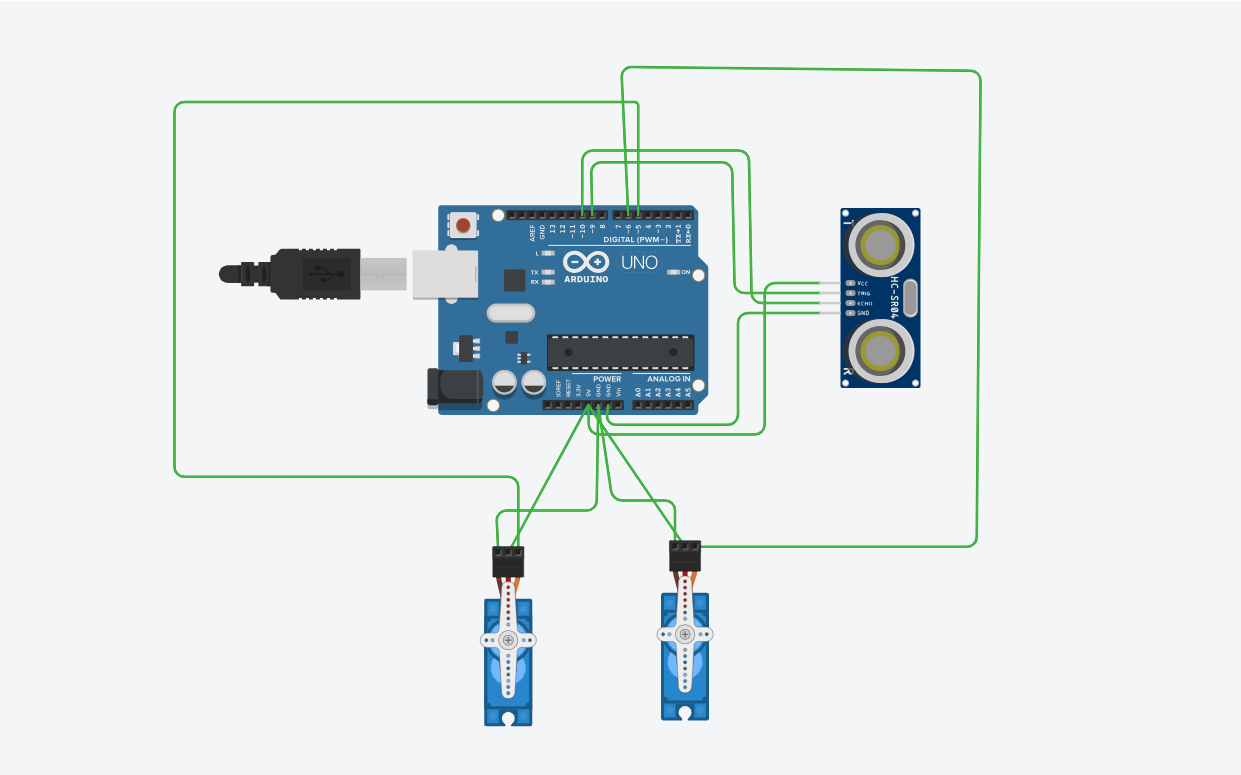 AREF
GND
13
12
~11
~10
~9
8
7
~6
~5
4
~3
2
TX→1
RX←0
DIGITAL (PWM~)
L
TX
RX
ARDUINO
UNO
ON
IOREF
RESET
3.3V
5V
GND
GND
Vin
POWER
ANALOG IN
A0
A1
A2
A3
A4
A5
T
VCC
TRIG
ECHO
GND
HC-SR04
R